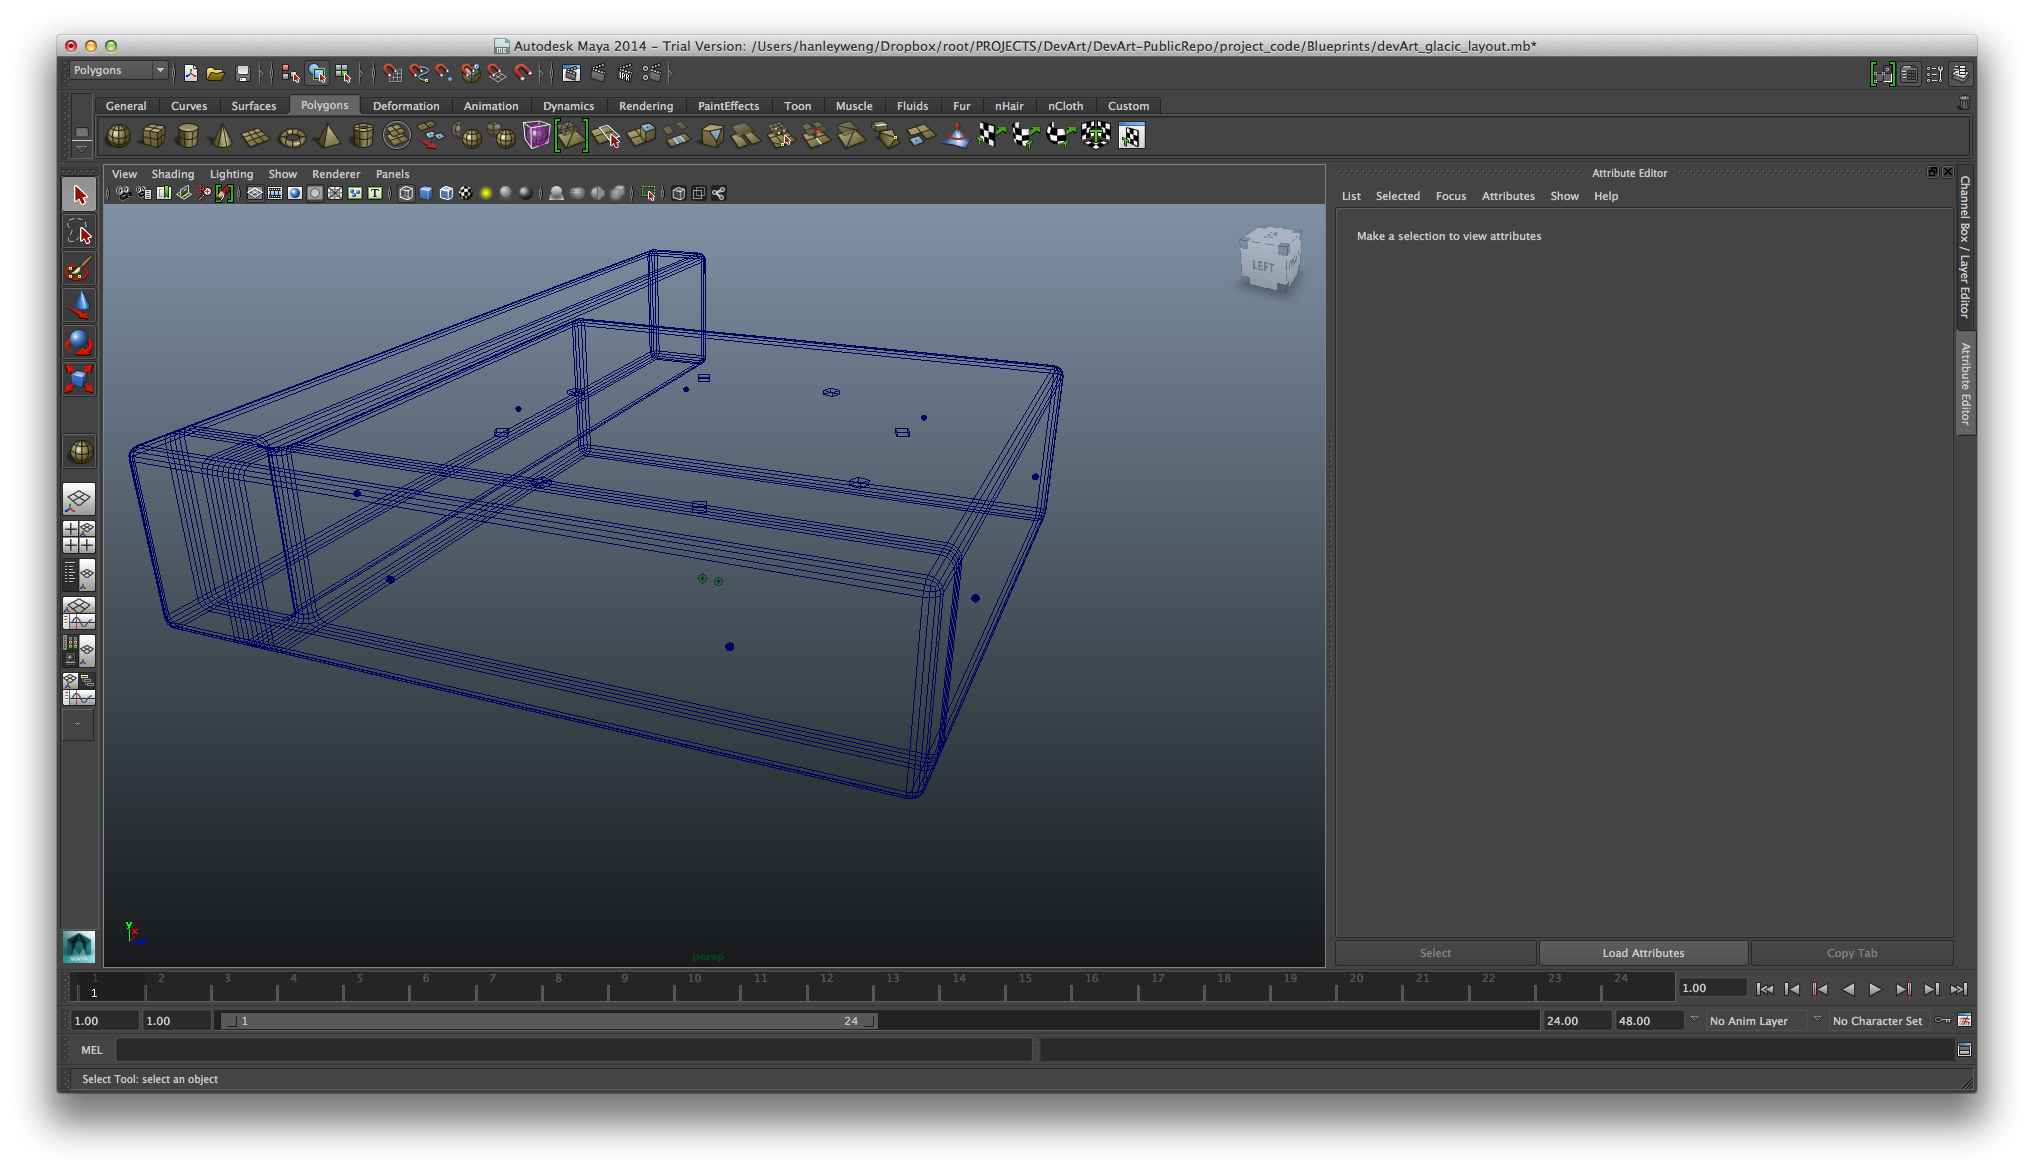 Autodesk Maya 2014 – Trial Version: /Users/hanleyweng/Dropbox/root/PROJECTS/DevArt/DevArt-PublicRepo/project_code/Blueprints/devArt_glacic_layout.mb*
Polygons
General Curves Surfaces Polygons Deformation Animation Dynamics Rendering PaintEffects Toon Muscle Fluids Fur nHair nCloth Custom
View Shading Lighting Show Renderer Panels
Attribute Editor
List Selected Focus Attributes Show Help
Make a selection to view attributes
Channel Box / Layer Editor
Attribute Editor
LEFT
y
x
z
persp
MAYA
Select Load Attributes Copy Tab
1 2 3 4 5 6 7 8 9 10 11 12 13 14 15 16 17 18 19 20 21 22 23 24
1
1.00
1.00 1.00 1 24 24.00 48.00 No Anim Layer No Character Set
MEL
Select Tool: select an object